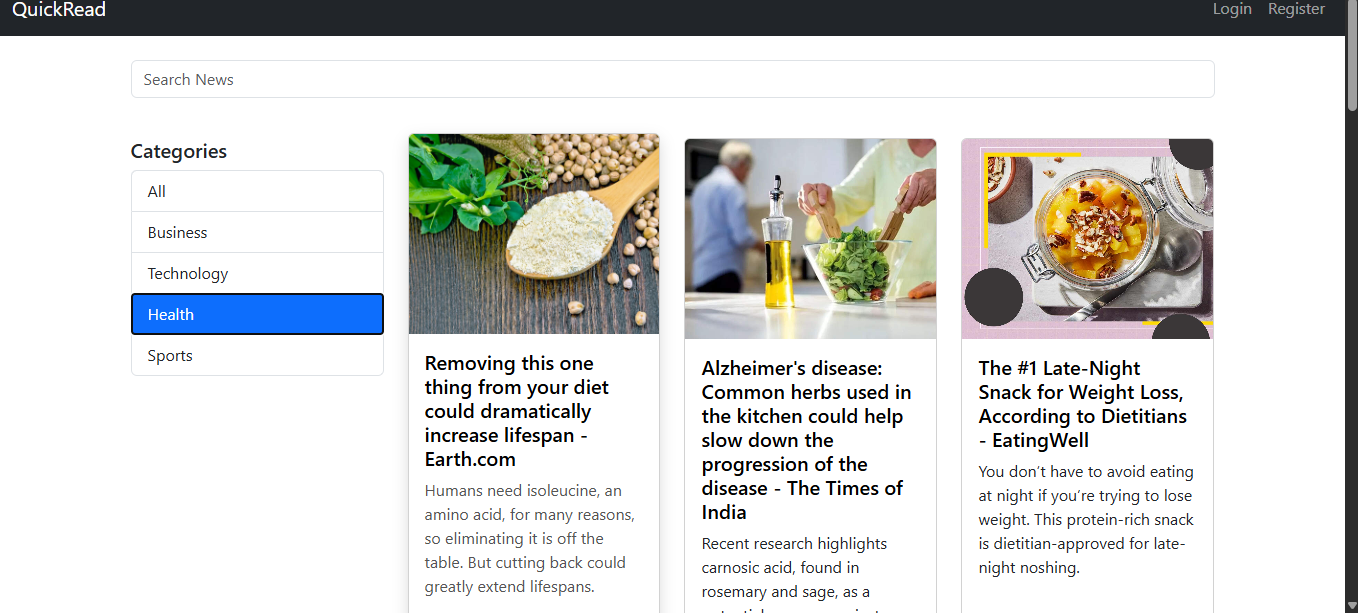 QuickRead
Login
Register
Search News
Categories
All
Business
Technology
Health
Sports
Removing this one
thing from your diet
could dramatically
increase lifespan -
Earth.com
Humans need isoleucine, an
amino acid, for many reasons,
so eliminating it is off the
table. But cutting back could
greatly extend lifespans.
Alzheimer's disease:
Common herbs used in
the kitchen could help
slow down the
progression of the
disease - The Times of
India
Recent research highlights
carnosic acid, found in
rosemary and sage, as a
The #1 Late-Night
Snack for Weight Loss,
According to Dietitians
- EatingWell
You don’t have to avoid eating
at night if you’re trying to lose
weight. This protein-rich snack
is dietitian-approved for late-
night noshing.